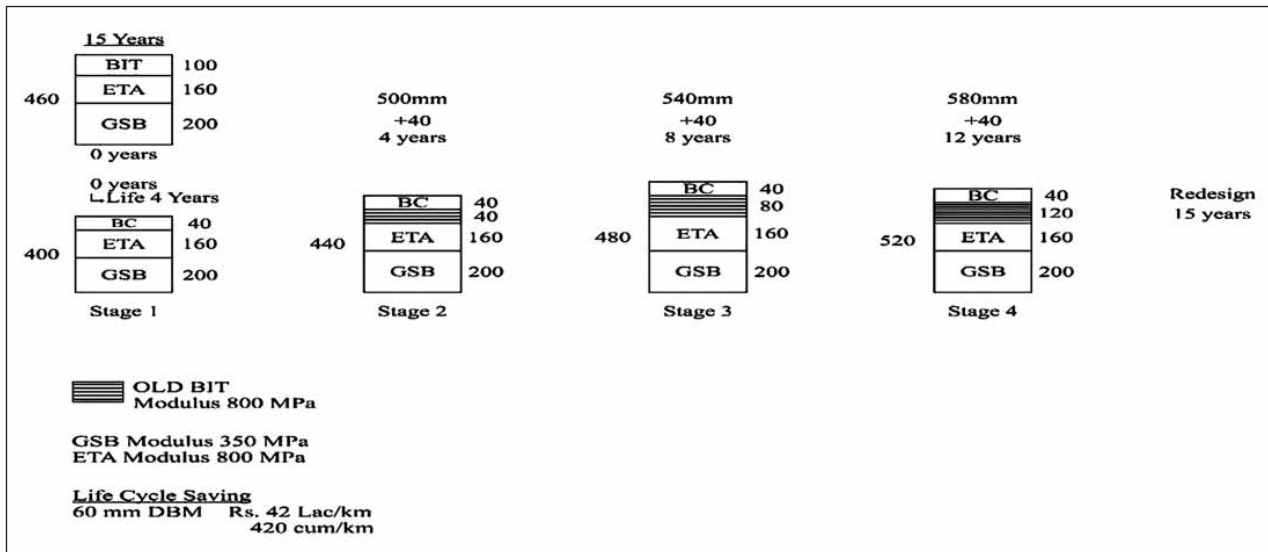 15 Years
BIT 100
460 ETA 160
GSB 200
0 years
500mm
+40
4 years
540mm
+40
8 years
580mm
+40
12 years
0 years
Life 4 Years
BC 40
400 ETA 160
GSB 200
Stage 1
BC 40
40
440 ETA 160
GSB 200
Stage 2
BC 40
80
480 ETA 160
GSB 200
Stage 3
BC 40
120
520 ETA 160
GSB 200
Stage 4
Redesign
15 years
OLD BIT
Modulus 800 MPa
GSB Modulus 350 MPa
ETA Modulus 800 MPa
Life Cycle Saving
60 mm DBM Rs. 42 Lac/km
420 cum/km